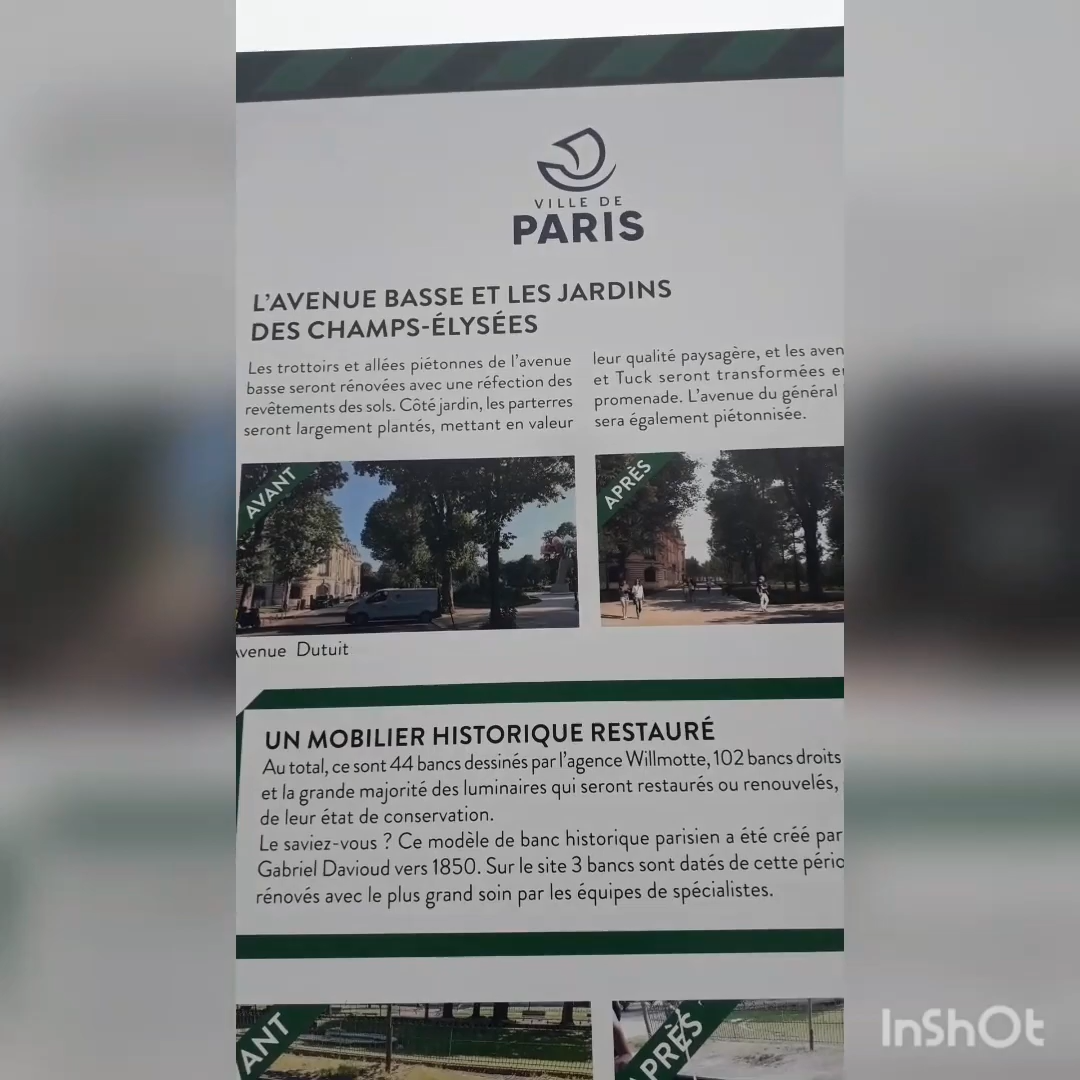 VILLE DE
PARIS
L'AVENUE BASSE ET LES JARDINS
DES CHAMPS-ÉLYSÉES
Les trottoirs et allées piétonnes de l'avenue
basse seront rénovées avec une réfection des
revêtements des sols. Côté jardin, les parterres
seront largement plantés, mettant en valeur
leur qualité paysagère, et les aven
et Tuck seront transformées e
promenade. L'avenue du général
sera également piétonnisée.
AVANT
APRÈS
Avenue Dutuit
UN MOBILIER HISTORIQUE RESTAURÉ
Au total, ce sont 44 bancs dessinés par l'agence Willmotte, 102 bancs droits
et la grande majorité des luminaires qui seront restaurés ou renouvelés,
de leur état de conservation.
Le saviez-vous ? Ce modèle de banc historique parisien a été créé par
Gabriel Davioud vers 1850. Sur le site 3 bancs sont datés de cette pério
rénovés avec le plus grand soin par les équipes de spécialistes.
ANT
PRÈS
InShOt